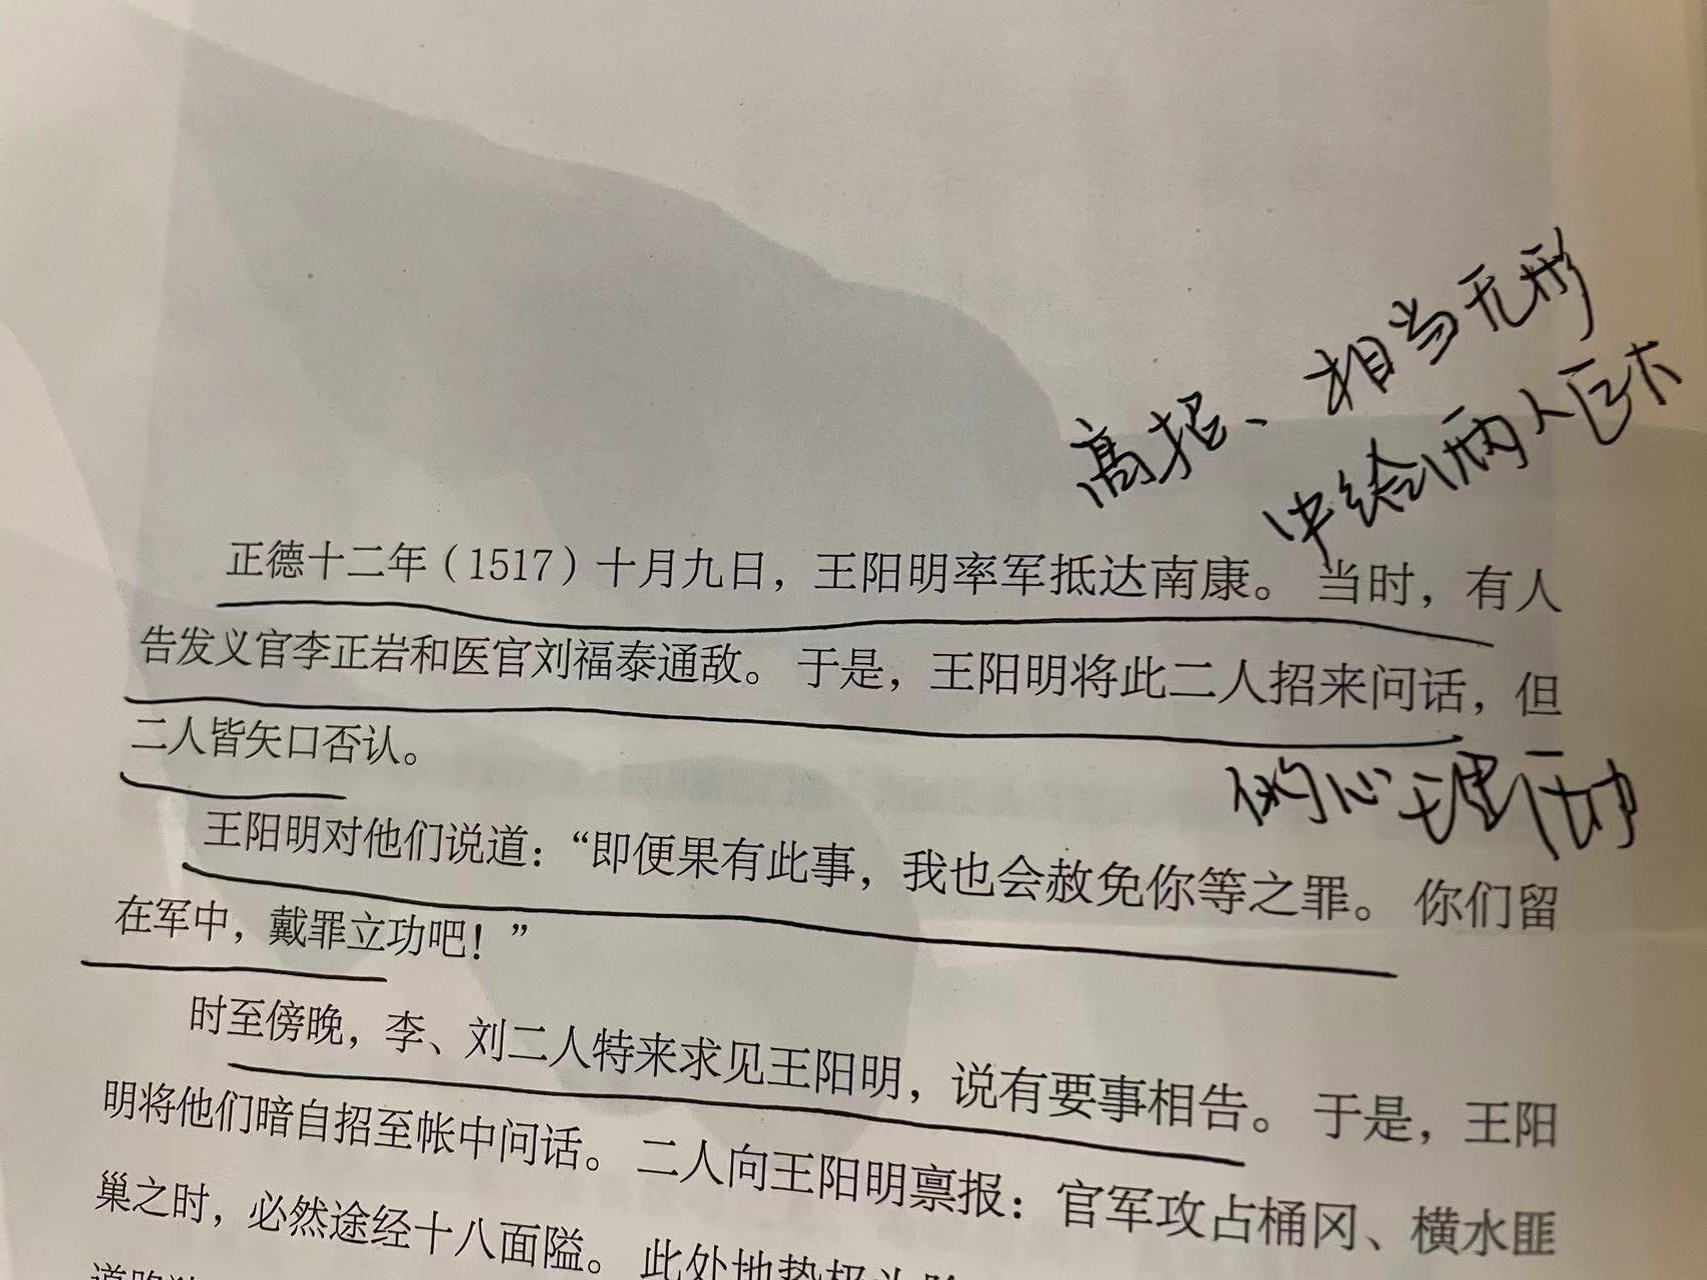 高招、相当无形
中给俩人巨大
正德十二年（1517）十月九日，王阳明率军抵达南康。当时，有人
告发义官李正岩和医官刘福泰通敌。于是，王阳明将此二人招来问话，但
二人皆矢口否认。
的心理
王阳明对他们说道：“即便果有此事，我也会赦免你等之罪。你们留
在军中，戴罪立功吧！”
时至傍晚，李、刘二人特来求见王阳明，说有要事相告。于是，王阳
明将他们暗自招至帐中问话。二人向王阳明禀报：官军攻占桶冈、横水匪
巢之时，必然途经十八面隘。此处地势极为
道路